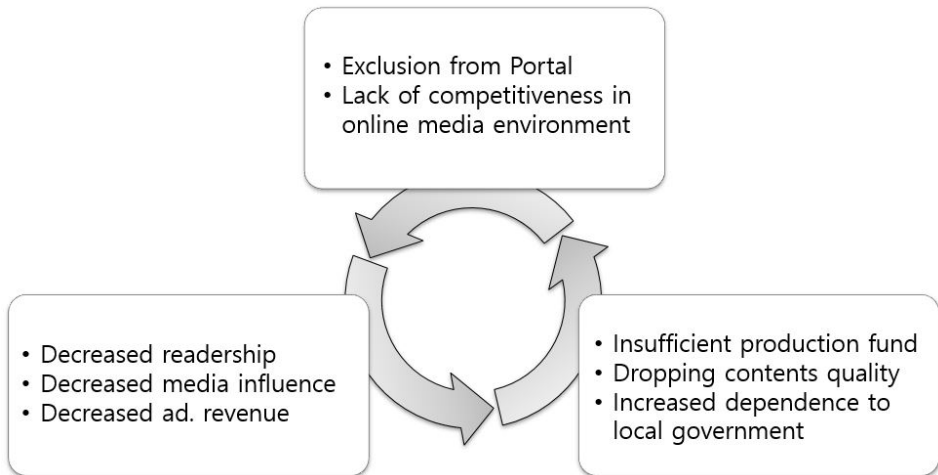 • Exclusion from Portal
• Lack of competitiveness in
online media environment
• Decreased readership
• Decreased media influence
• Decreased ad. revenue
• Insufficient production fund
• Dropping contents quality
• Increased dependence to
local government